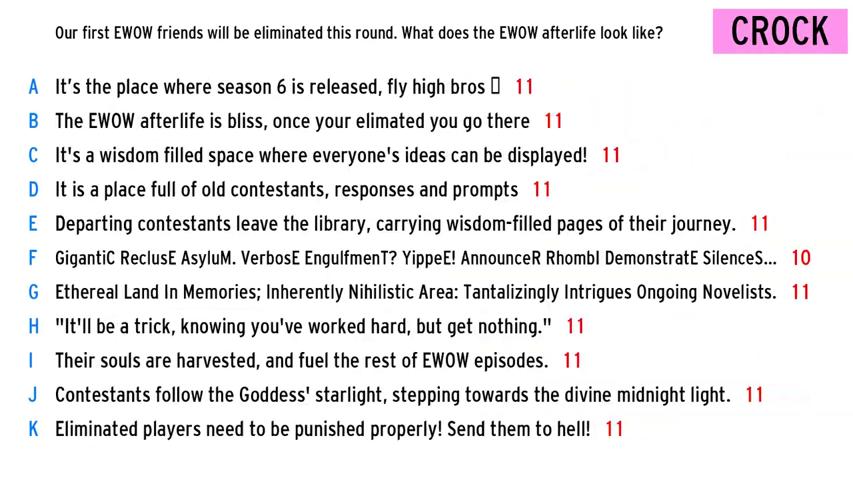 Our first EWOW friends will be eliminated this round. What does the EWOW afterlife look like?
CROCK
A It's the place where season 6 is released, fly high bros 11
B The EWOW afterlife is bliss, once your elimated you go there 11
C It's a wisdom filled space where everyone's ideas can be displayed! 11
D It is a place full of old contestants, responses and prompts 11
E Departing contestants leave the library, carrying wisdom-filled pages of their journey. 11
F GigantiC ReclusE AsyluM. VerbosE EngulfmenT? YippeE! AnnounceR RhombI DemonstratE SilenceS... 10
G Ethereal Land In Memories; Inherently Nihilistic Area: Tantalizingly Intrigues Ongoing Novelists. 11
H "It'll be a trick, knowing you've worked hard, but get nothing." 11
I Their souls are harvested, and fuel the rest of EWOW episodes. 11
J Contestants follow the Goddess' starlight, stepping towards the divine midnight light. 11
K Eliminated players need to be punished properly! Send them to hell! 11